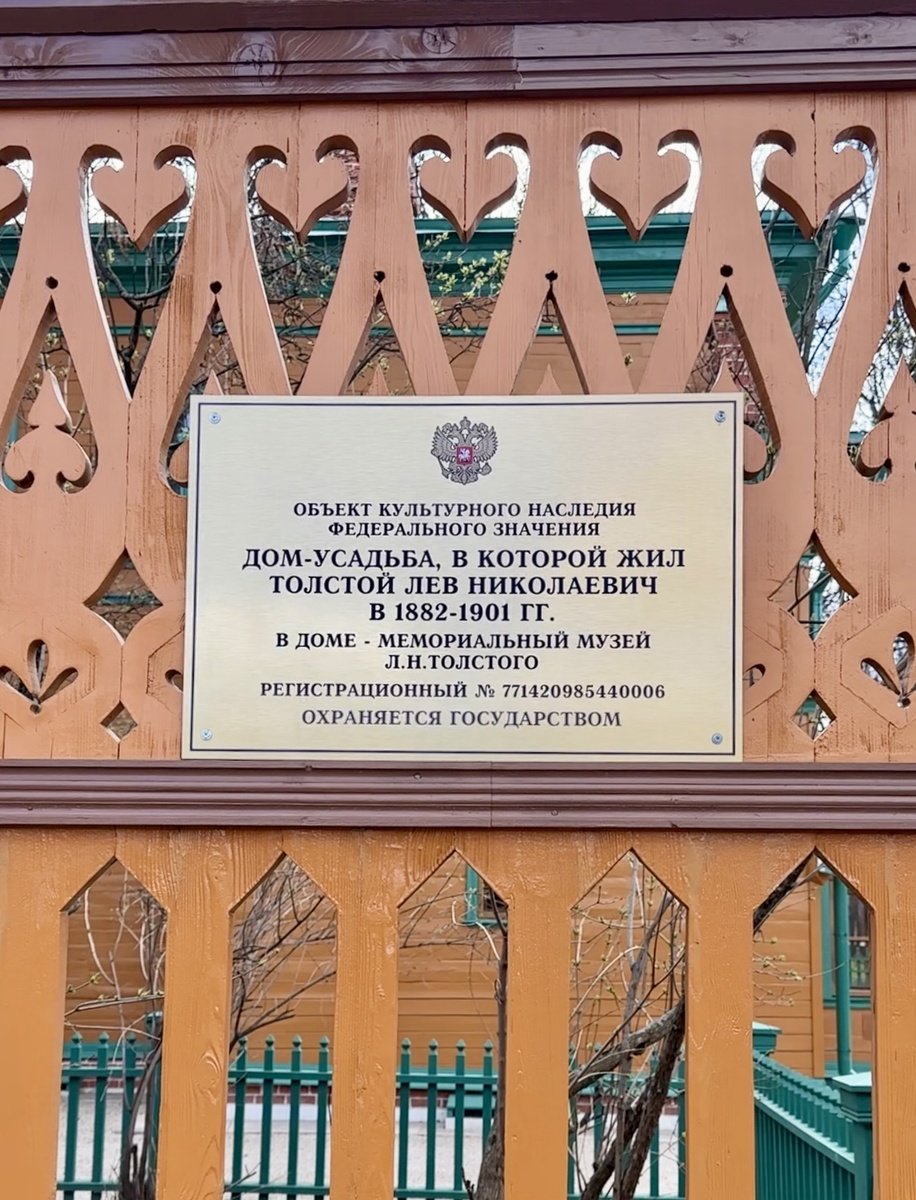 ОБЪЕКТ КУЛЬТУРНОГО НАСЛЕДИЯ
ФЕДЕРАЛЬНОГО ЗНАЧЕНИЯ
ДОМ-УСАДЬБА, В КОТОРОЙ ЖИЛ
ТОЛСТОЙ ЛЕВ НИКОЛАЕВИЧ
В 1882-1901 ГГ.
В ДОМЕ - МЕМОРИАЛЬНЫЙ МУЗЕЙ
Л.Н.ТОЛСТОГО
РЕГИСТРАЦИОННЫЙ № 771420985440006
ОХРАНЯЕТСЯ ГОСУДАРСТВОМ